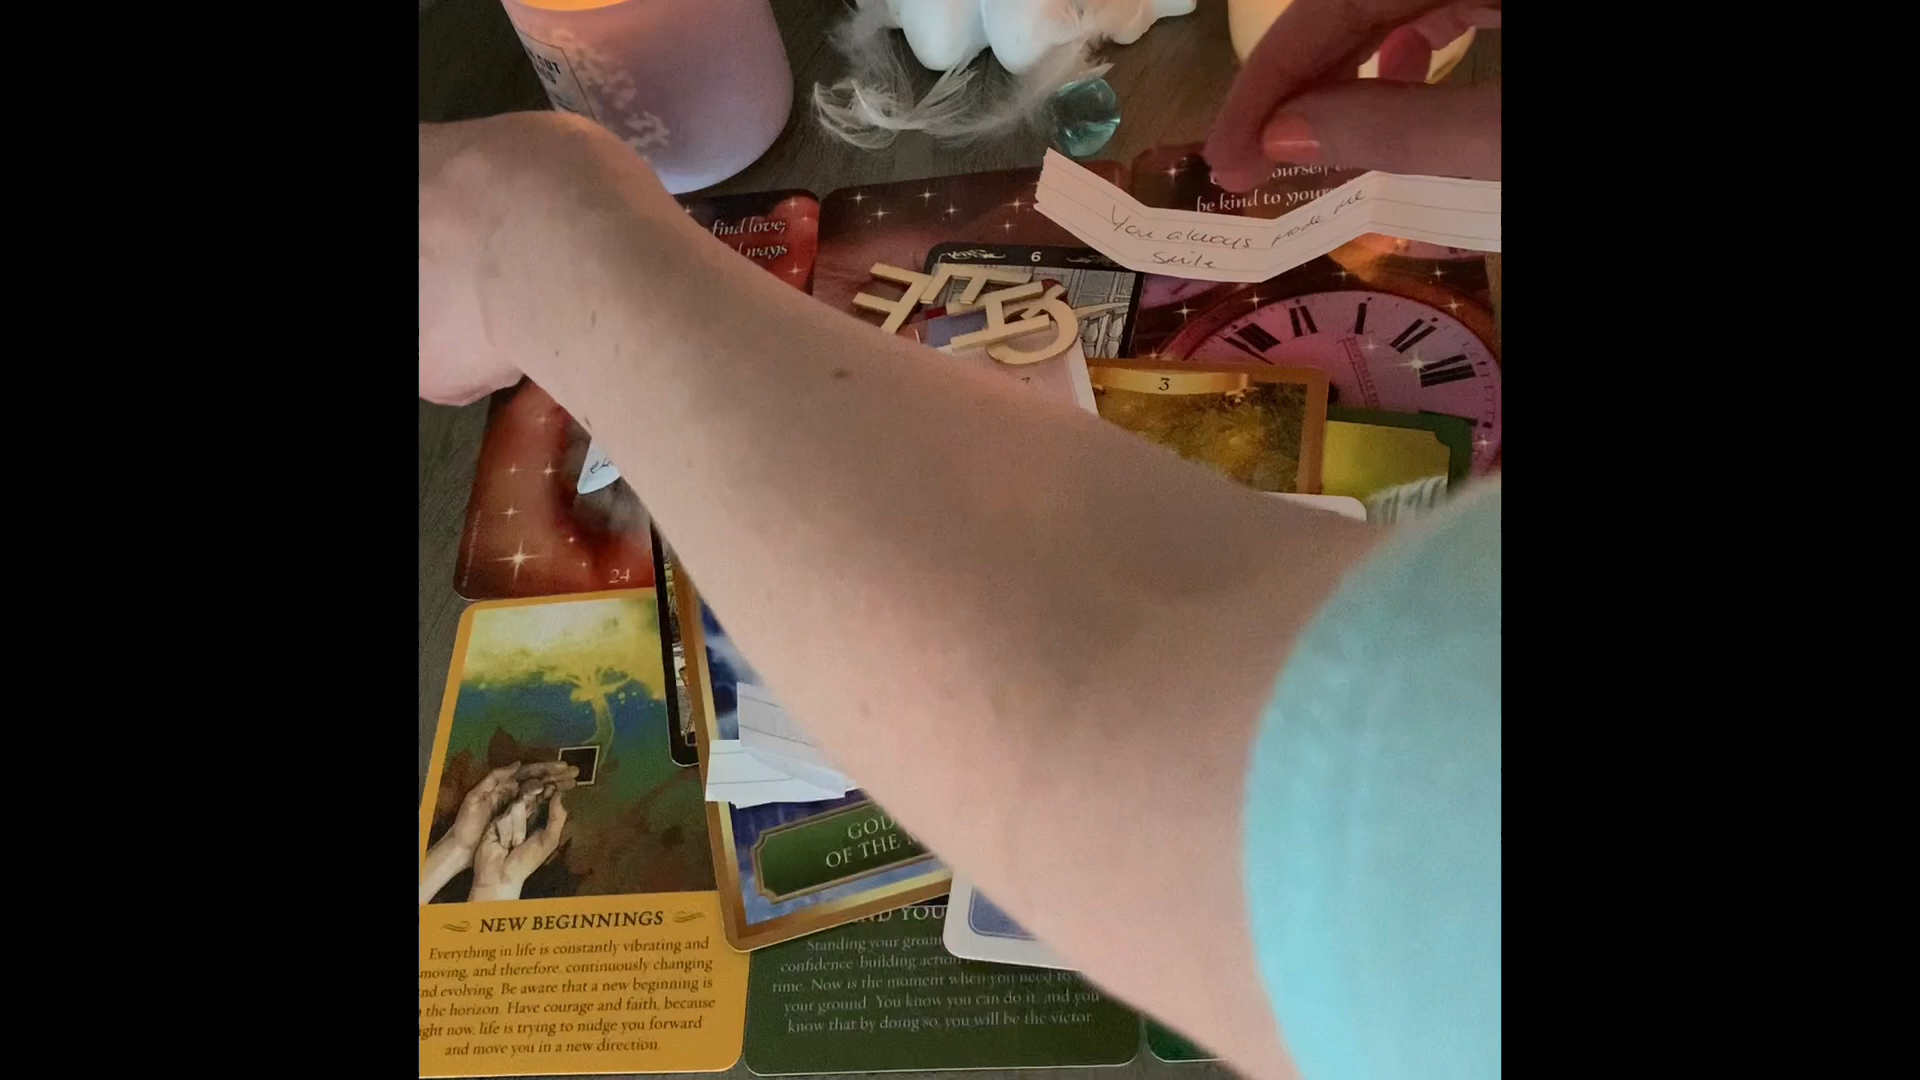 find love;
ways
be kind to
You always made me
smile
6
3
24
GOD
OF THE
NEW BEGINNINGS
Everything in life is constantly vibrating and
moving, and therefore, continuously changing
and evolving. Be aware that a new beginning is
the horizon. Have courage and faith, because
right now, life is trying to nudge you forward
and move you in a new direction.
YOU
Standing your
confidence-building action
time. Now is the moment when you need to
your ground. You know you can do it, and you
know that by doing so, you will be the victor.